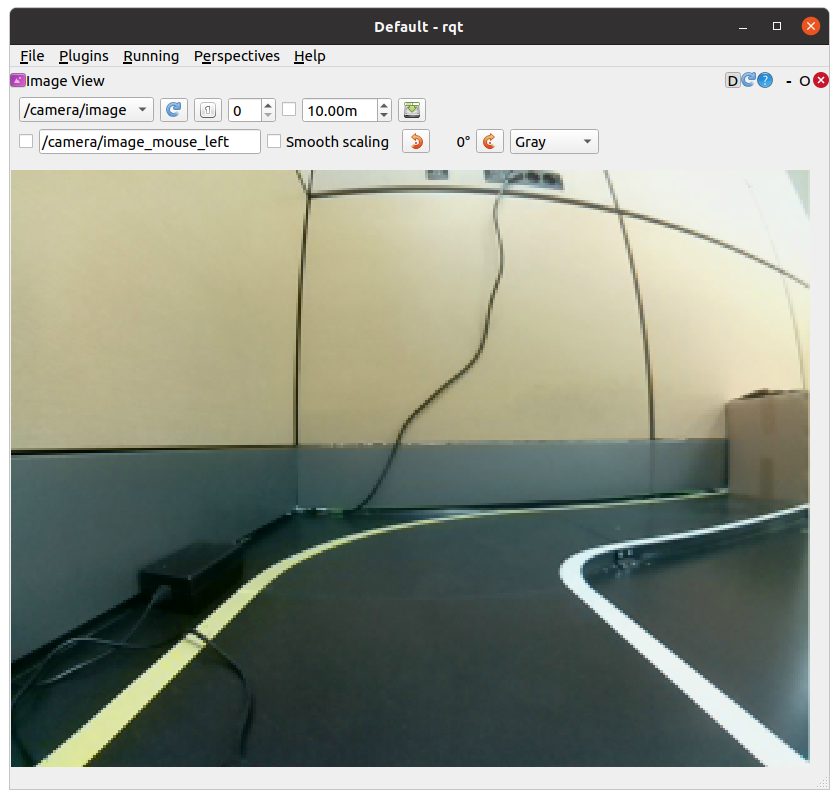 Default - rqt
File Plugins Running Perspectives Help
Image View D ? - O
/camera/image 1 0 10.00m
/camera/image_mouse_left Smooth scaling 0° Gray